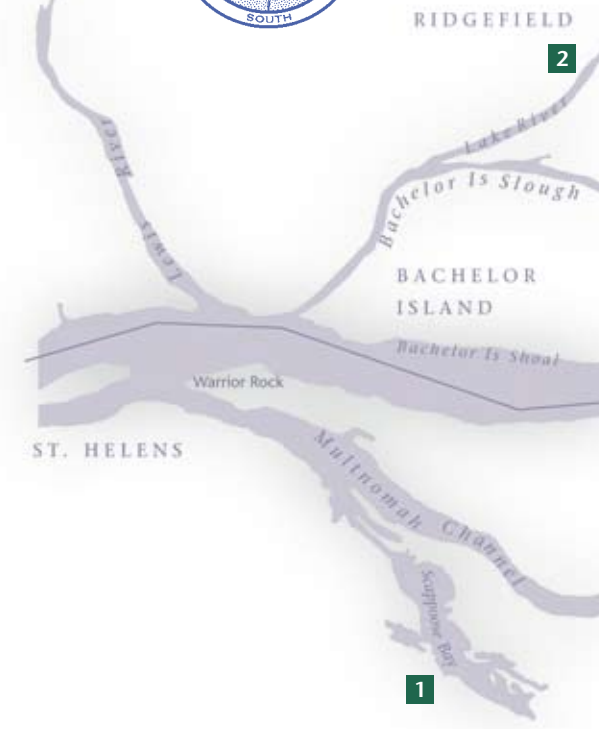 SOUTH
RIDGEFIELD
2
Lake River
Bachelor Is Slough
Lewis River
BACHELOR
ISLAND
Bachelor Is Shoal
Warrior Rock
ST. HELENS
Multnomah Channel
Scappoose Bay
1